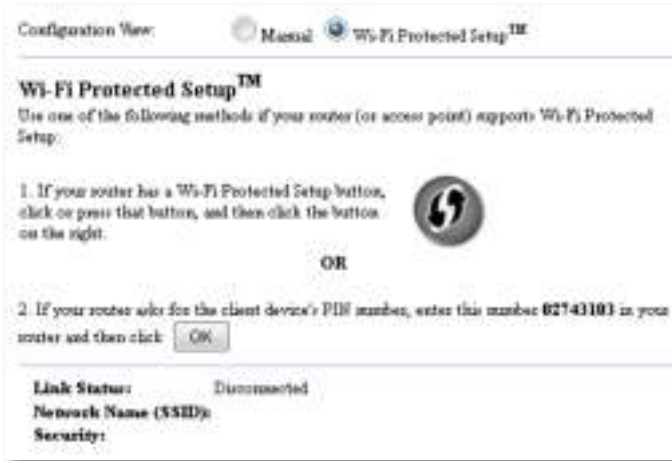 Configuration View: Manual Wi-Fi Protected Setup™
Wi-Fi Protected Setup™
Use one of the following methods if your router (or access point) supports Wi-Fi Protected
Setup:
1. If your router has a Wi-Fi Protected Setup button,
click or press that button, and then click the button
on the right.
OR
2. If your router asks for the client device's PIN number, enter this number 02743103 in your
router and then click OK
Link Status: Disconnected
Network Name (SSID):
Security: